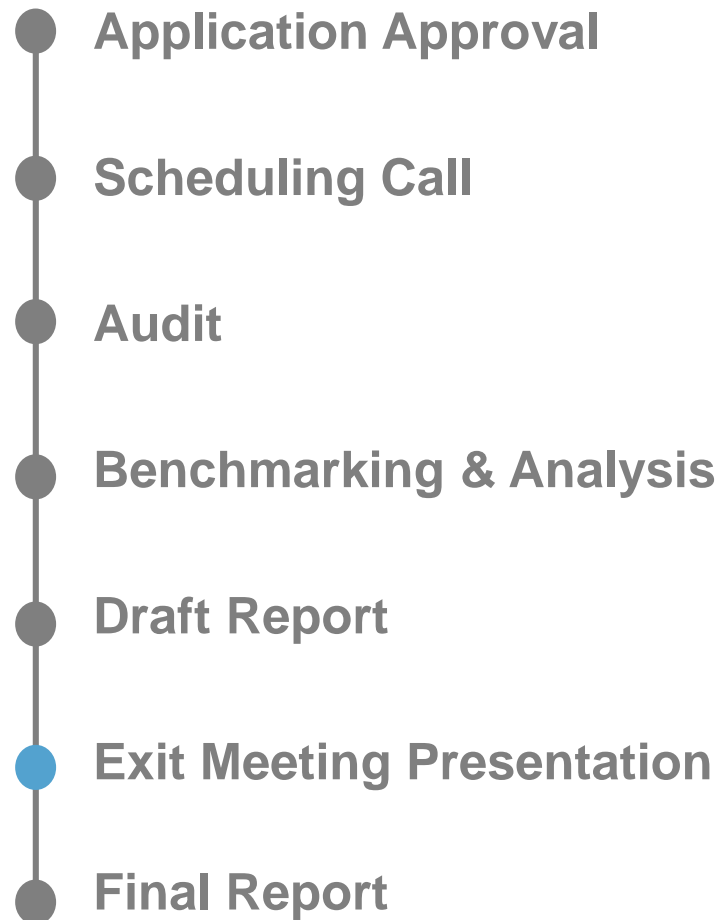 Application Approval
Scheduling Call
Audit
Benchmarking & Analysis
Draft Report
Exit Meeting Presentation
Final Report